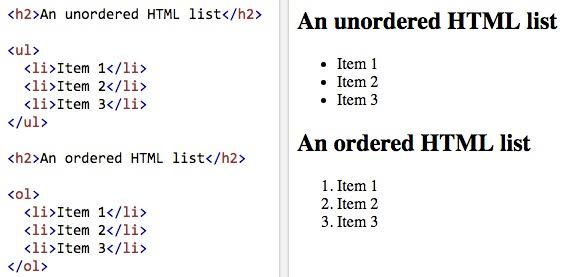 <h2>An unordered HTML list</h2>
<ul>
  <li>Item 1</li>
  <li>Item 2</li>
  <li>Item 3</li>
</ul>
<h2>An ordered HTML list</h2>
<ol>
  <li>Item 1</li>
  <li>Item 2</li>
  <li>Item 3</li>
</ol>
An unordered HTML list
• Item 1
• Item 2
• Item 3
An ordered HTML list
1. Item 1
2. Item 2
3. Item 3